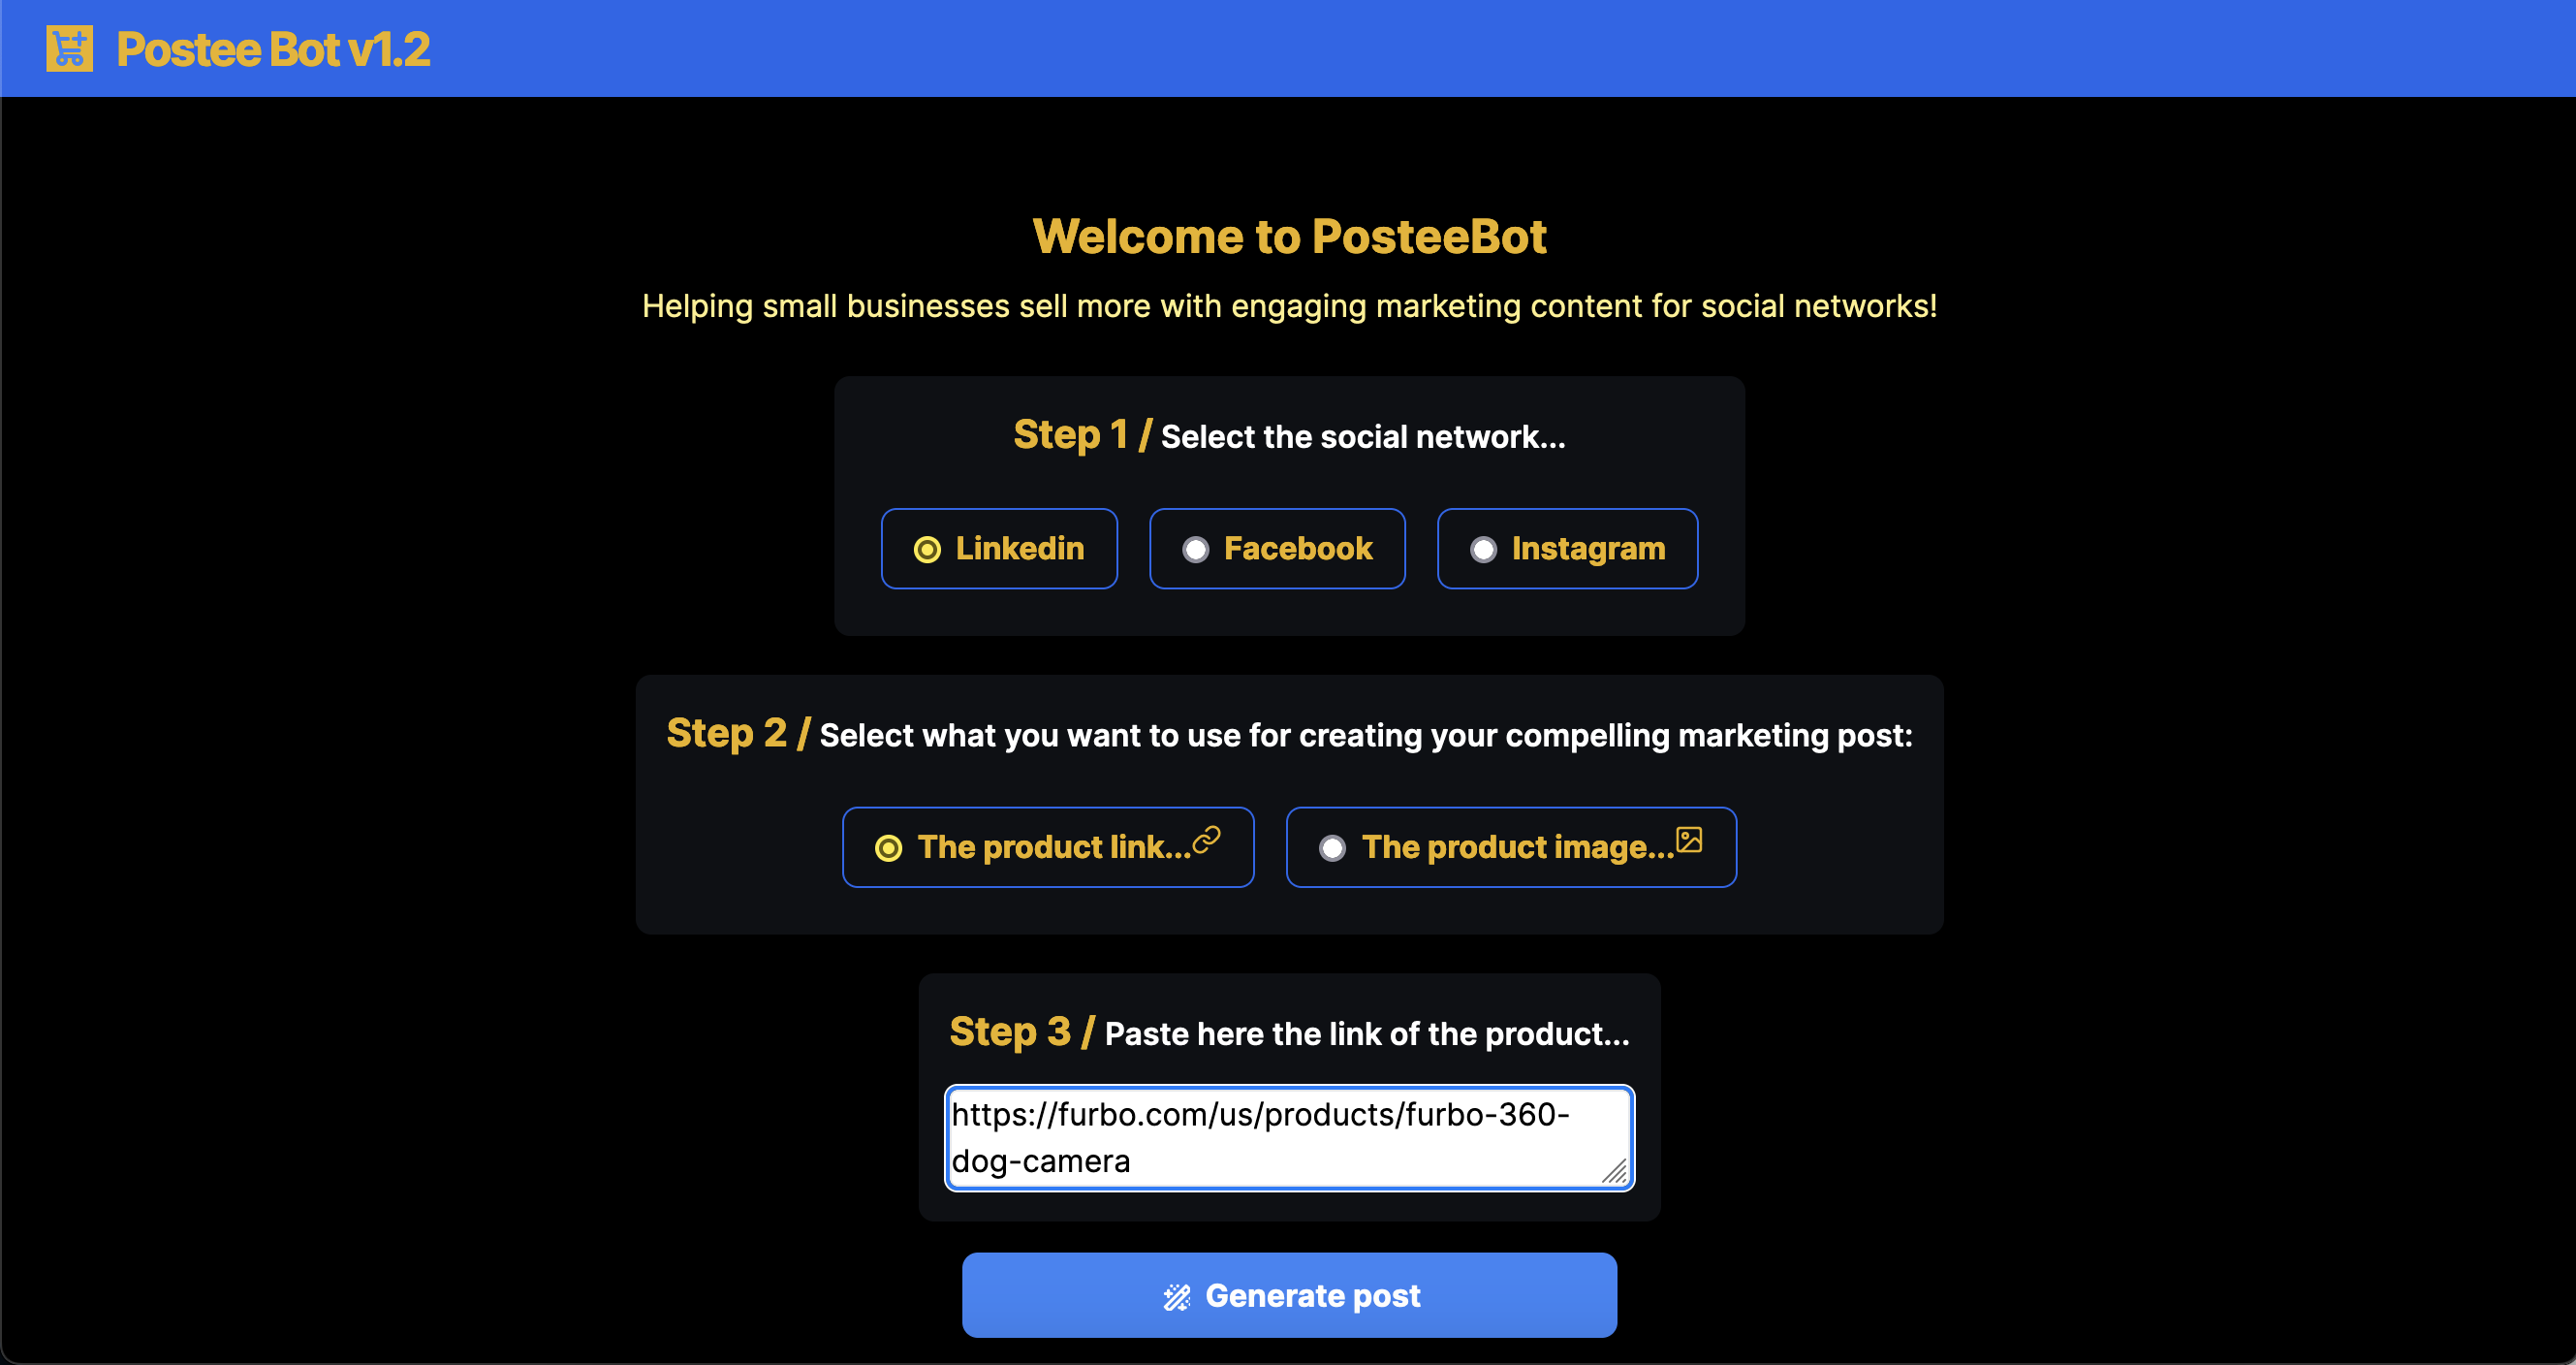 Postee Bot v1.2
Welcome to PosteeBot
Helping small businesses sell more with engaging marketing content for social networks!
Step 1 / Select the social network...
Linkedin Facebook Instagram
Step 2 / Select what you want to use for creating your compelling marketing post:
The product link... The product image...
Step 3 / Paste here the link of the product...
https://furbo.com/us/products/furbo-360-
dog-camera
Generate post